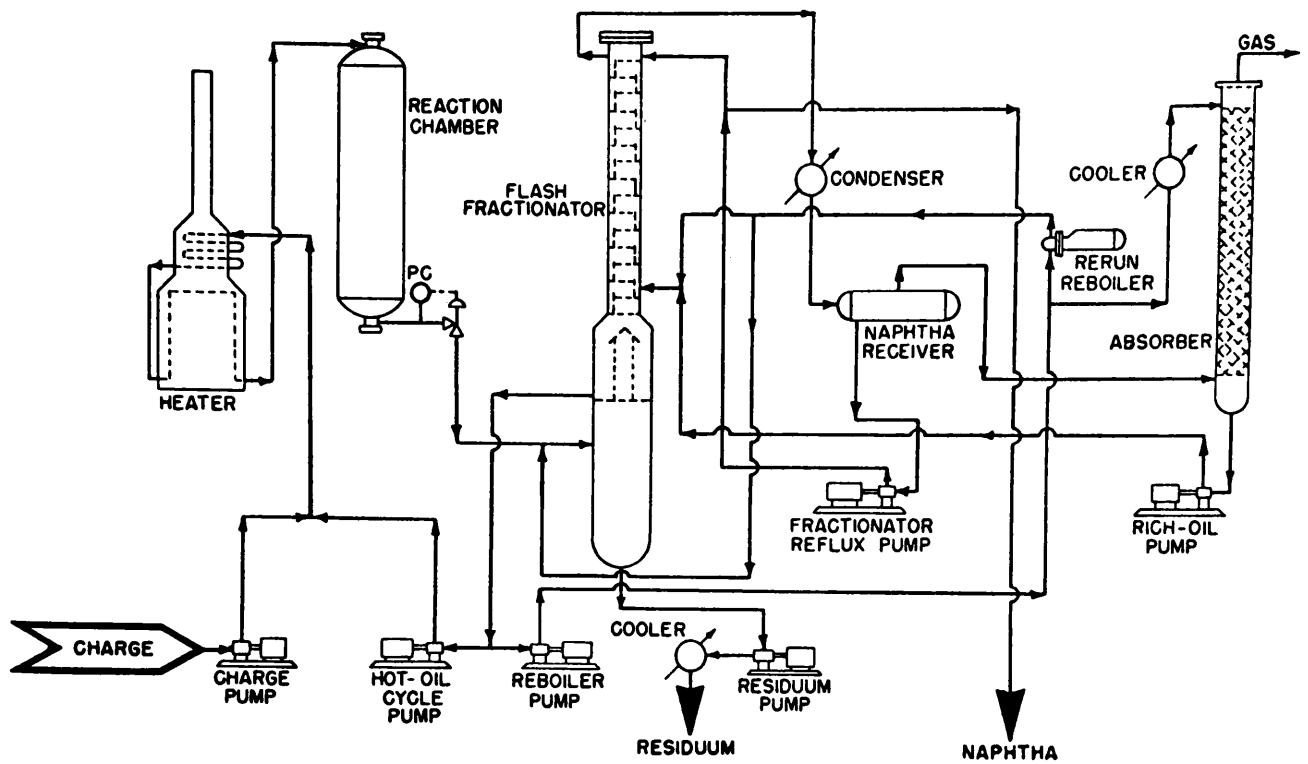 GAS
REACTION
CHAMBER
CONDENSER
COOLER
FLASH
FRACTIONATOR
PC
RERUN
REBOILER
NAPHTHA
RECEIVER
ABSORBER
HEATER
FRACTIONATOR
REFLUX PUMP
RICH-OIL
PUMP
CHARGE
COOLER
CHARGE
PUMP
HOT-OIL
CYCLE
PUMP
REBOILER
PUMP
RESIDUUM
PUMP
RESIDUUM
NAPHTHA